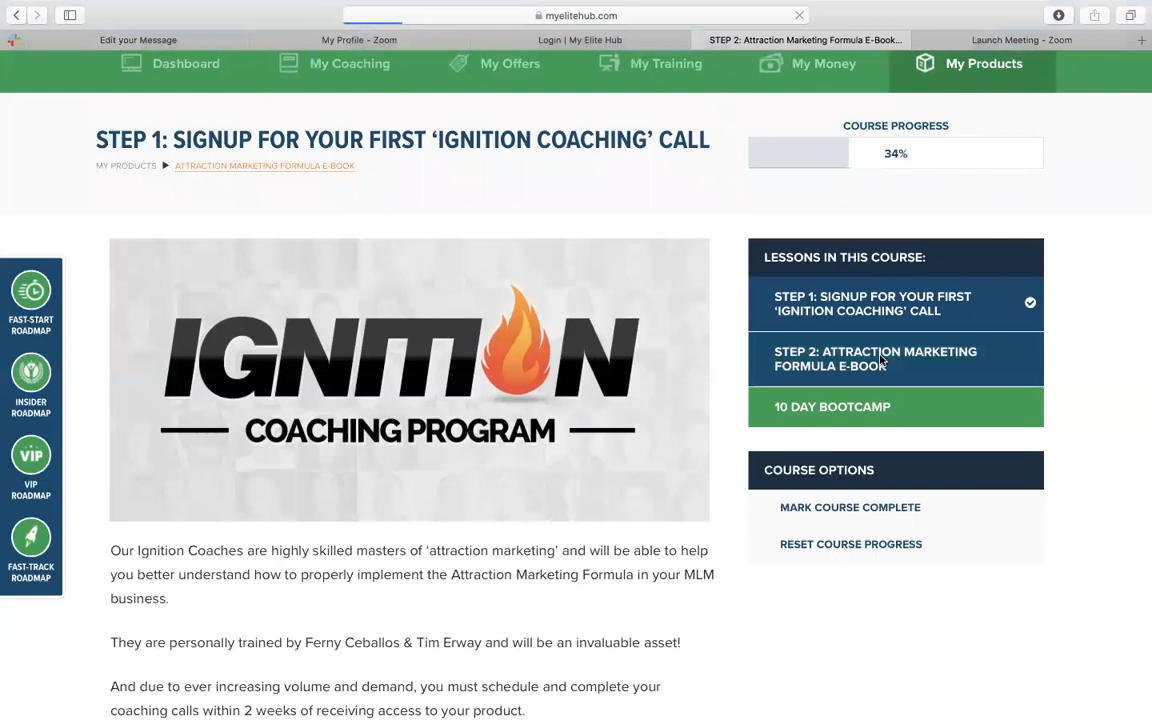 myelitehub.com
Edit your Message
My Profile - Zoom
Login | My Elite Hub
STEP 2: Attraction Marketing Formula E-Book...
Launch Meeting - Zoom
Dashboard
My Coaching
My Offers
My Training
My Money
My Products
STEP 1: SIGNUP FOR YOUR FIRST ‘IGNITION COACHING’ CALL
MY PRODUCTS ▶ ATTRACTION MARKETING FORMULA E-BOOK
COURSE PROGRESS
34%
FAST-START
ROADMAP
INSIDER
ROADMAP
VIP
VIP
ROADMAP
FAST-TRACK
ROADMAP
IGNITION
COACHING PROGRAM
LESSONS IN THIS COURSE:
STEP 1: SIGNUP FOR YOUR FIRST
‘IGNITION COACHING’ CALL
STEP 2: ATTRACTION MARKETING
FORMULA E-BOOK
10 DAY BOOTCAMP
COURSE OPTIONS
MARK COURSE COMPLETE
RESET COURSE PROGRESS
Our Ignition Coaches are highly skilled masters of ‘attraction marketing’ and will be able to help
you better understand how to properly implement the Attraction Marketing Formula in your MLM
business.
They are personally trained by Ferny Ceballos & Tim Erway and will be an invaluable asset!
And due to ever increasing volume and demand, you must schedule and complete your
coaching calls within 2 weeks of receiving access to your product.